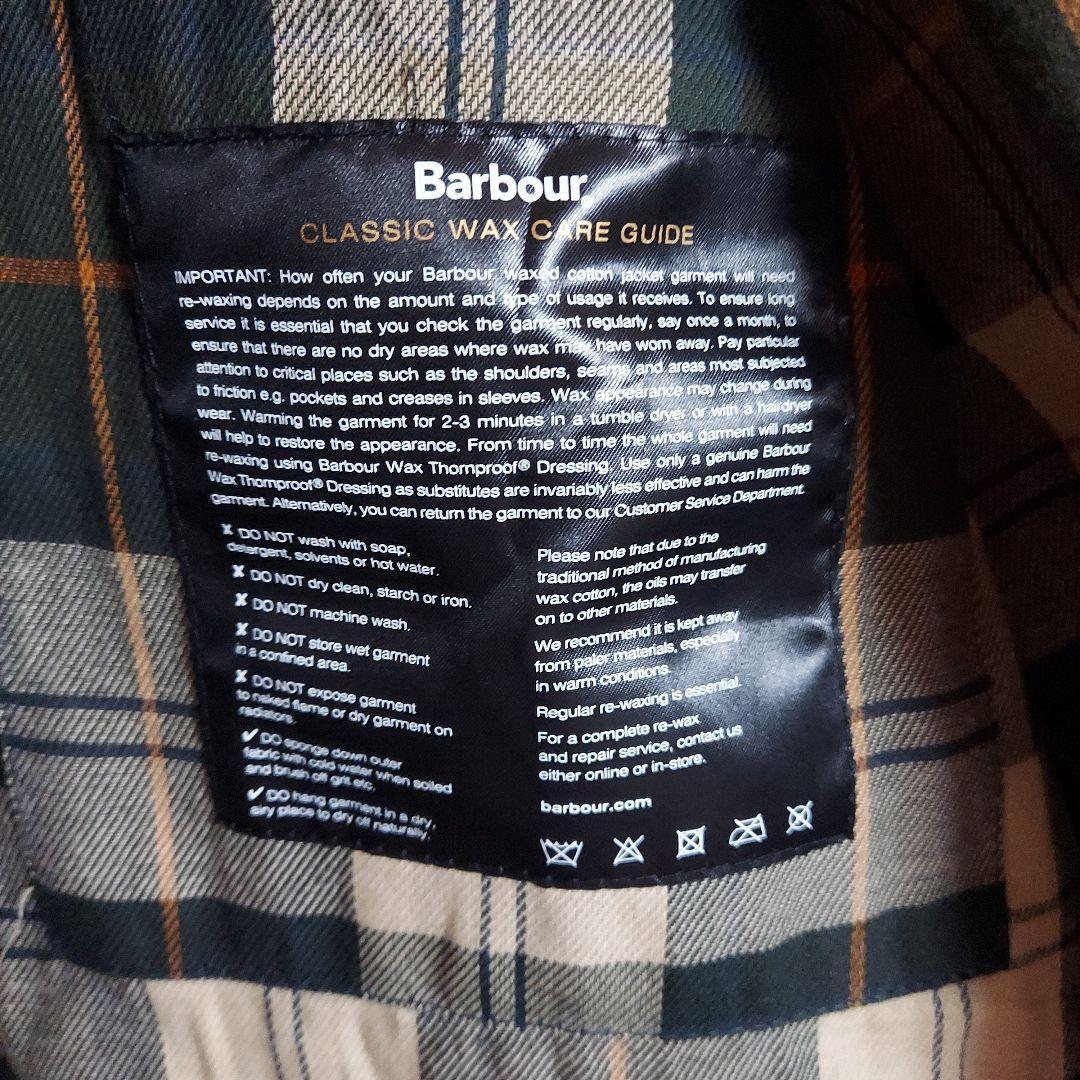 Barbour
CLASSIC WAX CARE GUIDE
IMPORTANT: How often your Barbour waxed cotton jacket garment will need
re-waxing depends on the amount and type of usage it receives. To ensure long
service it is essential that you check the garment regularly, say once a month, to
ensure that there are no dry areas where wax may have worn away. Pay particular
attention to critical places such as the shoulders, seams and areas most subjected
to friction e.g. pockets and creases in sleeves. Wax appearance may change during
wear. Warming the garment for 2-3 minutes in a tumble dryer or with a hairdryer
will help to restore the appearance. From time to time the whole garment will need
re-waxing using Barbour Wax Thornproof® Dressing. Use only a genuine Barbour
Wax Thornproof® Dressing as substitutes are invariably less effective and can harm the
garment. Alternatively, you can return the garment to our Customer Service Department.
✘ DO NOT wash with soap,
detergent, solvents or hot water.
✘ DO NOT dry clean, starch or iron.
✘ DO NOT machine wash.
✘ DO NOT store wet garment
in a confined area.
✘ DO NOT expose garment
to naked flame or dry garment on
radiators.
✔ DO sponge down outer
fabric with cold water when soiled
and brush off grit etc.
✔ DO hang garment in a dry,
airy place to dry off naturally.
Please note that due to the
traditional method of manufacturing
wax cotton, the oils may transfer
on to other materials.
We recommend it is kept away
from paler materials, especially
in warm conditions.
Regular re-waxing is essential.
For a complete re-wax
and repair service, contact us
either online or in-store.
barbour.com